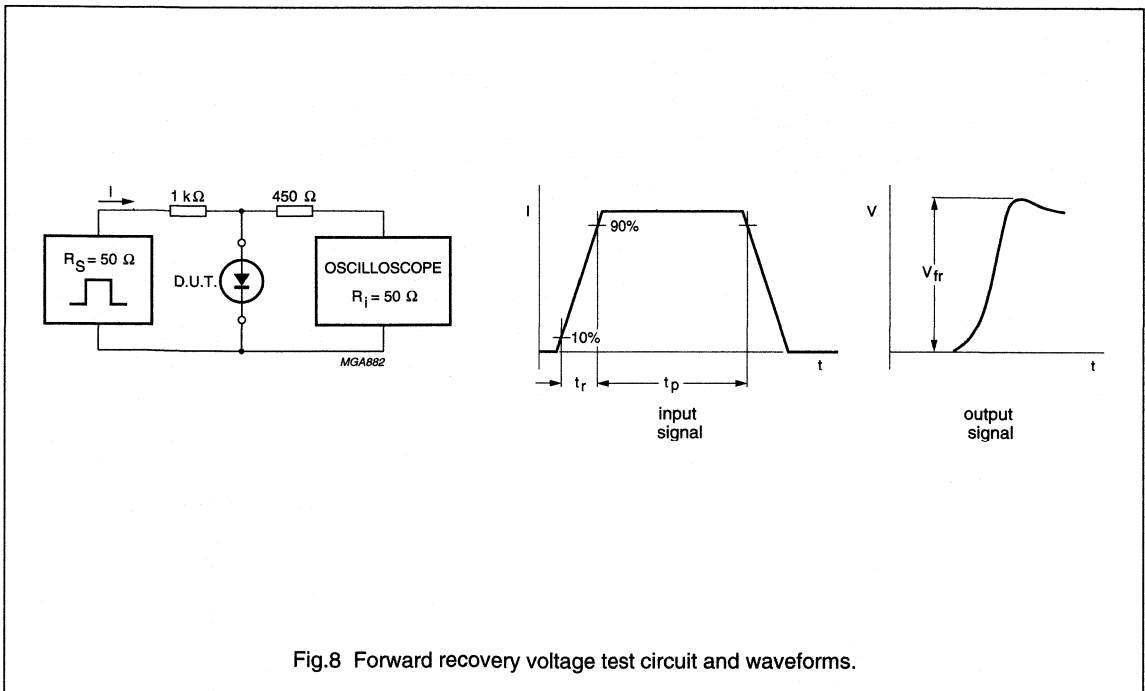 I
1 kΩ
450 Ω
R_S = 50 Ω
D.U.T.
OSCILLOSCOPE
R_i = 50 Ω
MGA882
I
90%
10%
t
t_r
t_p
input
signal
V
V_fr
t
output
signal
Fig.8 Forward recovery voltage test circuit and waveforms.